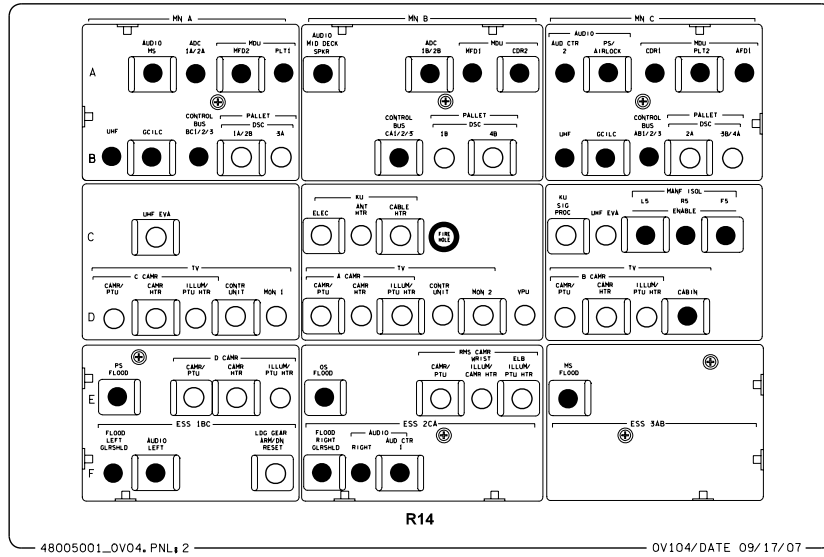 MN A MN B MN C
AUDIO MS
ADC 1A/2A
MDU
MFD2 PLT1
AUDIO MID DECK SPKR
ADC 1B/2B
MDU
MFD1 CDR2
AUDIO
AUD CTR 2
PS/ AIRLOCK
MDU
CDR1 PLT2 AFD1
A
UHF GCILC
CONTROL BUS BC1/2/3
PALLET
DSC
1A/2B 3A
CONTROL BUS CA1/2/3
PALLET
DSC
1B 4B
UHF GCILC
CONTROL BUS AB1/2/3
PALLET
DSC
2A 3B/4A
B
UHF EVA
KU
ELEC
ANT HTR
CABLE HTR
FIRE HOLE
KU SIG PROC
UHF EVA
MANF ISOL
L5 R5 F5
ENABLE
C
TV
C CAMR
CAMR/ PTU
CAMR HTR
ILLUM/ PTU HTR
CONTR UNIT
MON 1
TV
A CAMR
CAMR/ PTU
CAMR HTR
ILLUM/ PTU HTR
CONTR UNIT
MON 2
VPU
TV
B CAMR
CAMR/ PTU
CAMR HTR
ILLUM/ PTU HTR
CABIN
D
PS FLOOD
D CAMR
CAMR/ PTU
CAMR HTR
ILLUM/ PTU HTR
OS FLOOD
RMS CAMR
CAMR/ PTU
WRIST ILLUM/ CAMR HTR
ELB ILLUM/ PTU HTR
MS FLOOD
E
ESS 1BC ESS 2CA ESS 3AB
FLOOD LEFT GLRSHLD
AUDIO LEFT
LDG GEAR ARM/DN RESET
FLOOD RIGHT GLRSHLD
AUDIO
RIGHT
AUD CTR 1
F
R14
48005001_OV04.PNL;2
OV104/DATE 09/17/07